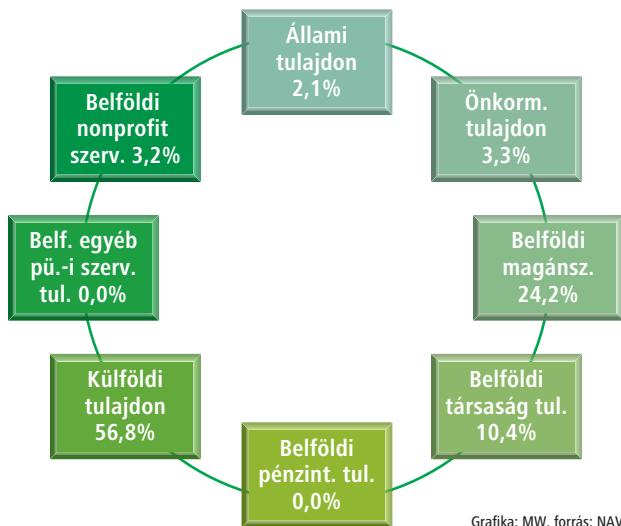 Állami
tulajdon
2,1%
Önkorm.
tulajdon
3,3%
Belföldi
magánsz.
24,2%
Belföldi
társaság tul.
10,4%
Belföldi
pénzint. tul.
0,0%
Külföldi
tulajdon
56,8%
Belf. egyéb
pü.-i szerv.
tul. 0,0%
Belföldi
nonprofit
szerv. 3,2%
Grafika: MW, forrás: NAV